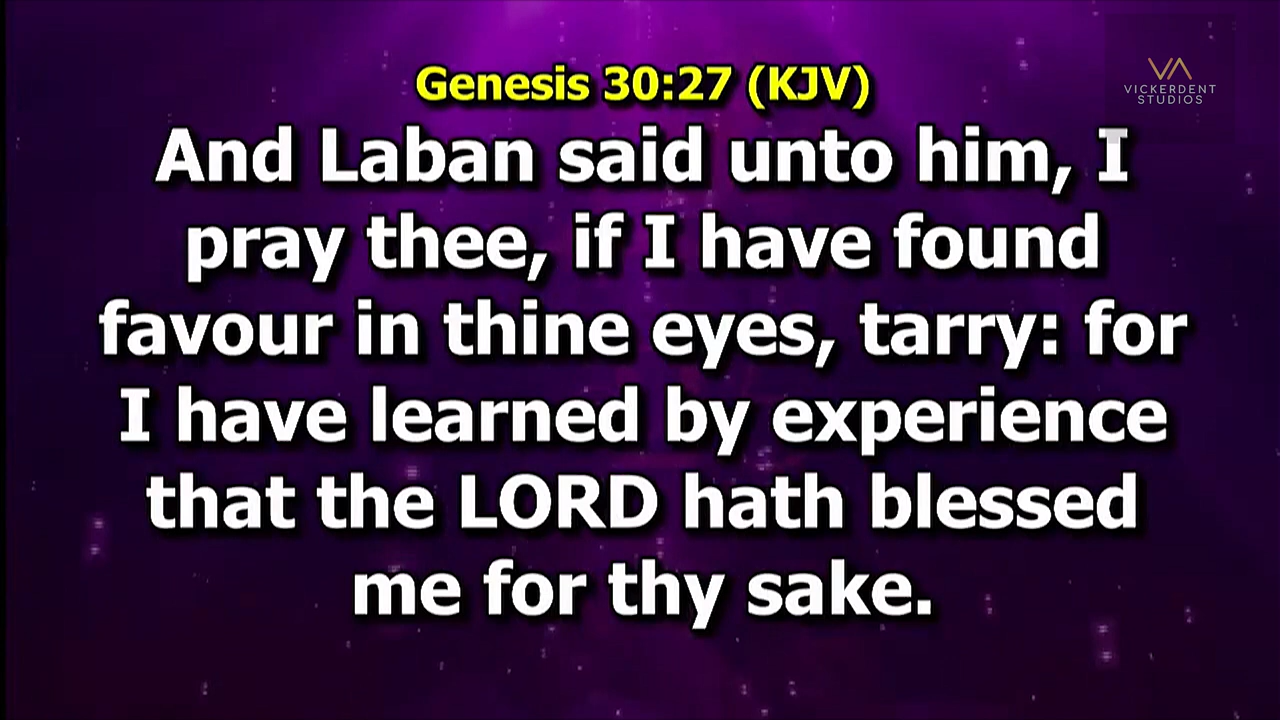 Genesis 30:27 (KJV)
VICKERDENT
STUDIOS
And Laban said unto him, I
pray thee, if I have found
favour in thine eyes, tarry: for
I have learned by experience
that the LORD hath blessed
me for thy sake.